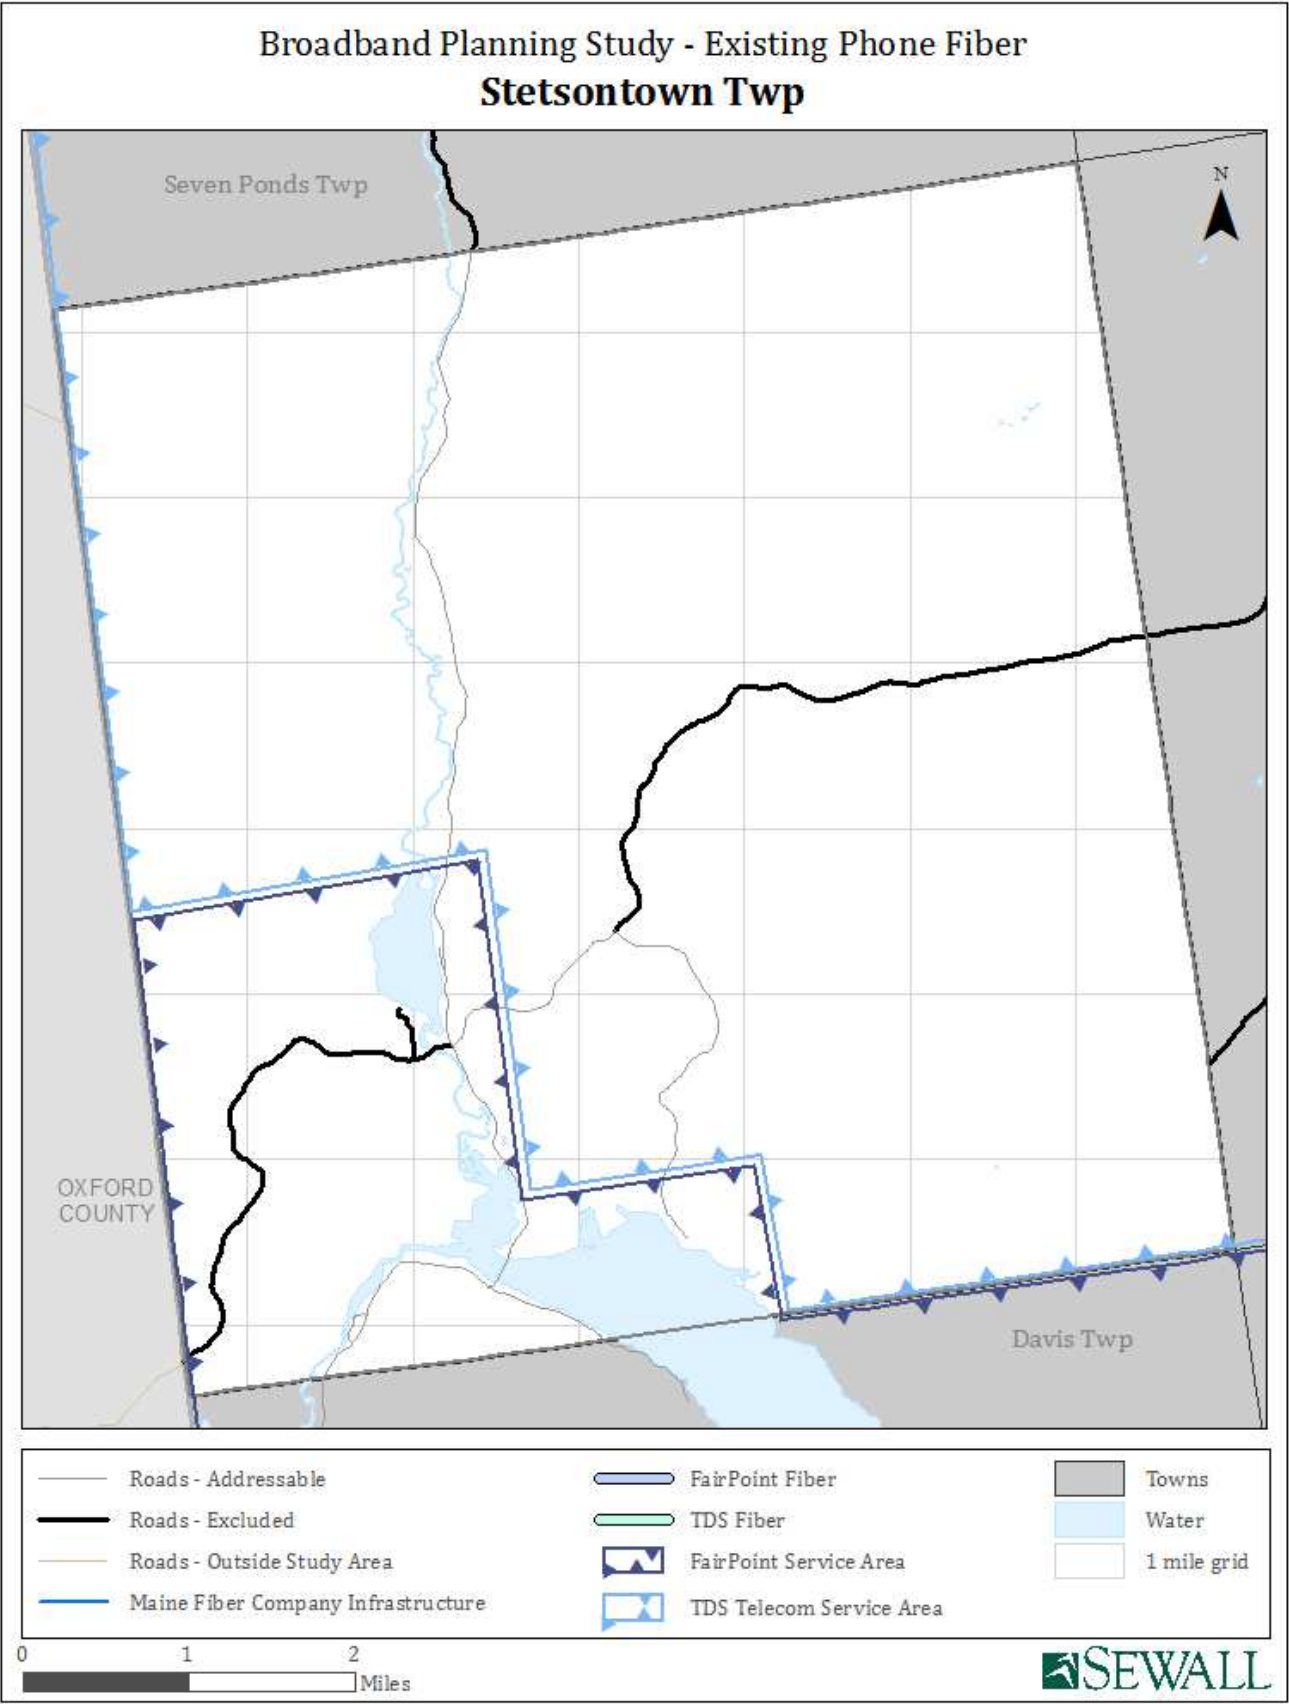 Broadband Planning Study - Existing Phone Fiber
Stetsontown Twp
Seven Ponds Twp
N
OXFORD
COUNTY
Davis Twp
Roads - Addressable
Roads - Excluded
Roads - Outside Study Area
Maine Fiber Company Infrastructure
FairPoint Fiber
TDS Fiber
FairPoint Service Area
TDS Telecom Service Area
Towns
Water
1 mile grid
0 1 2
Miles
SEWALL